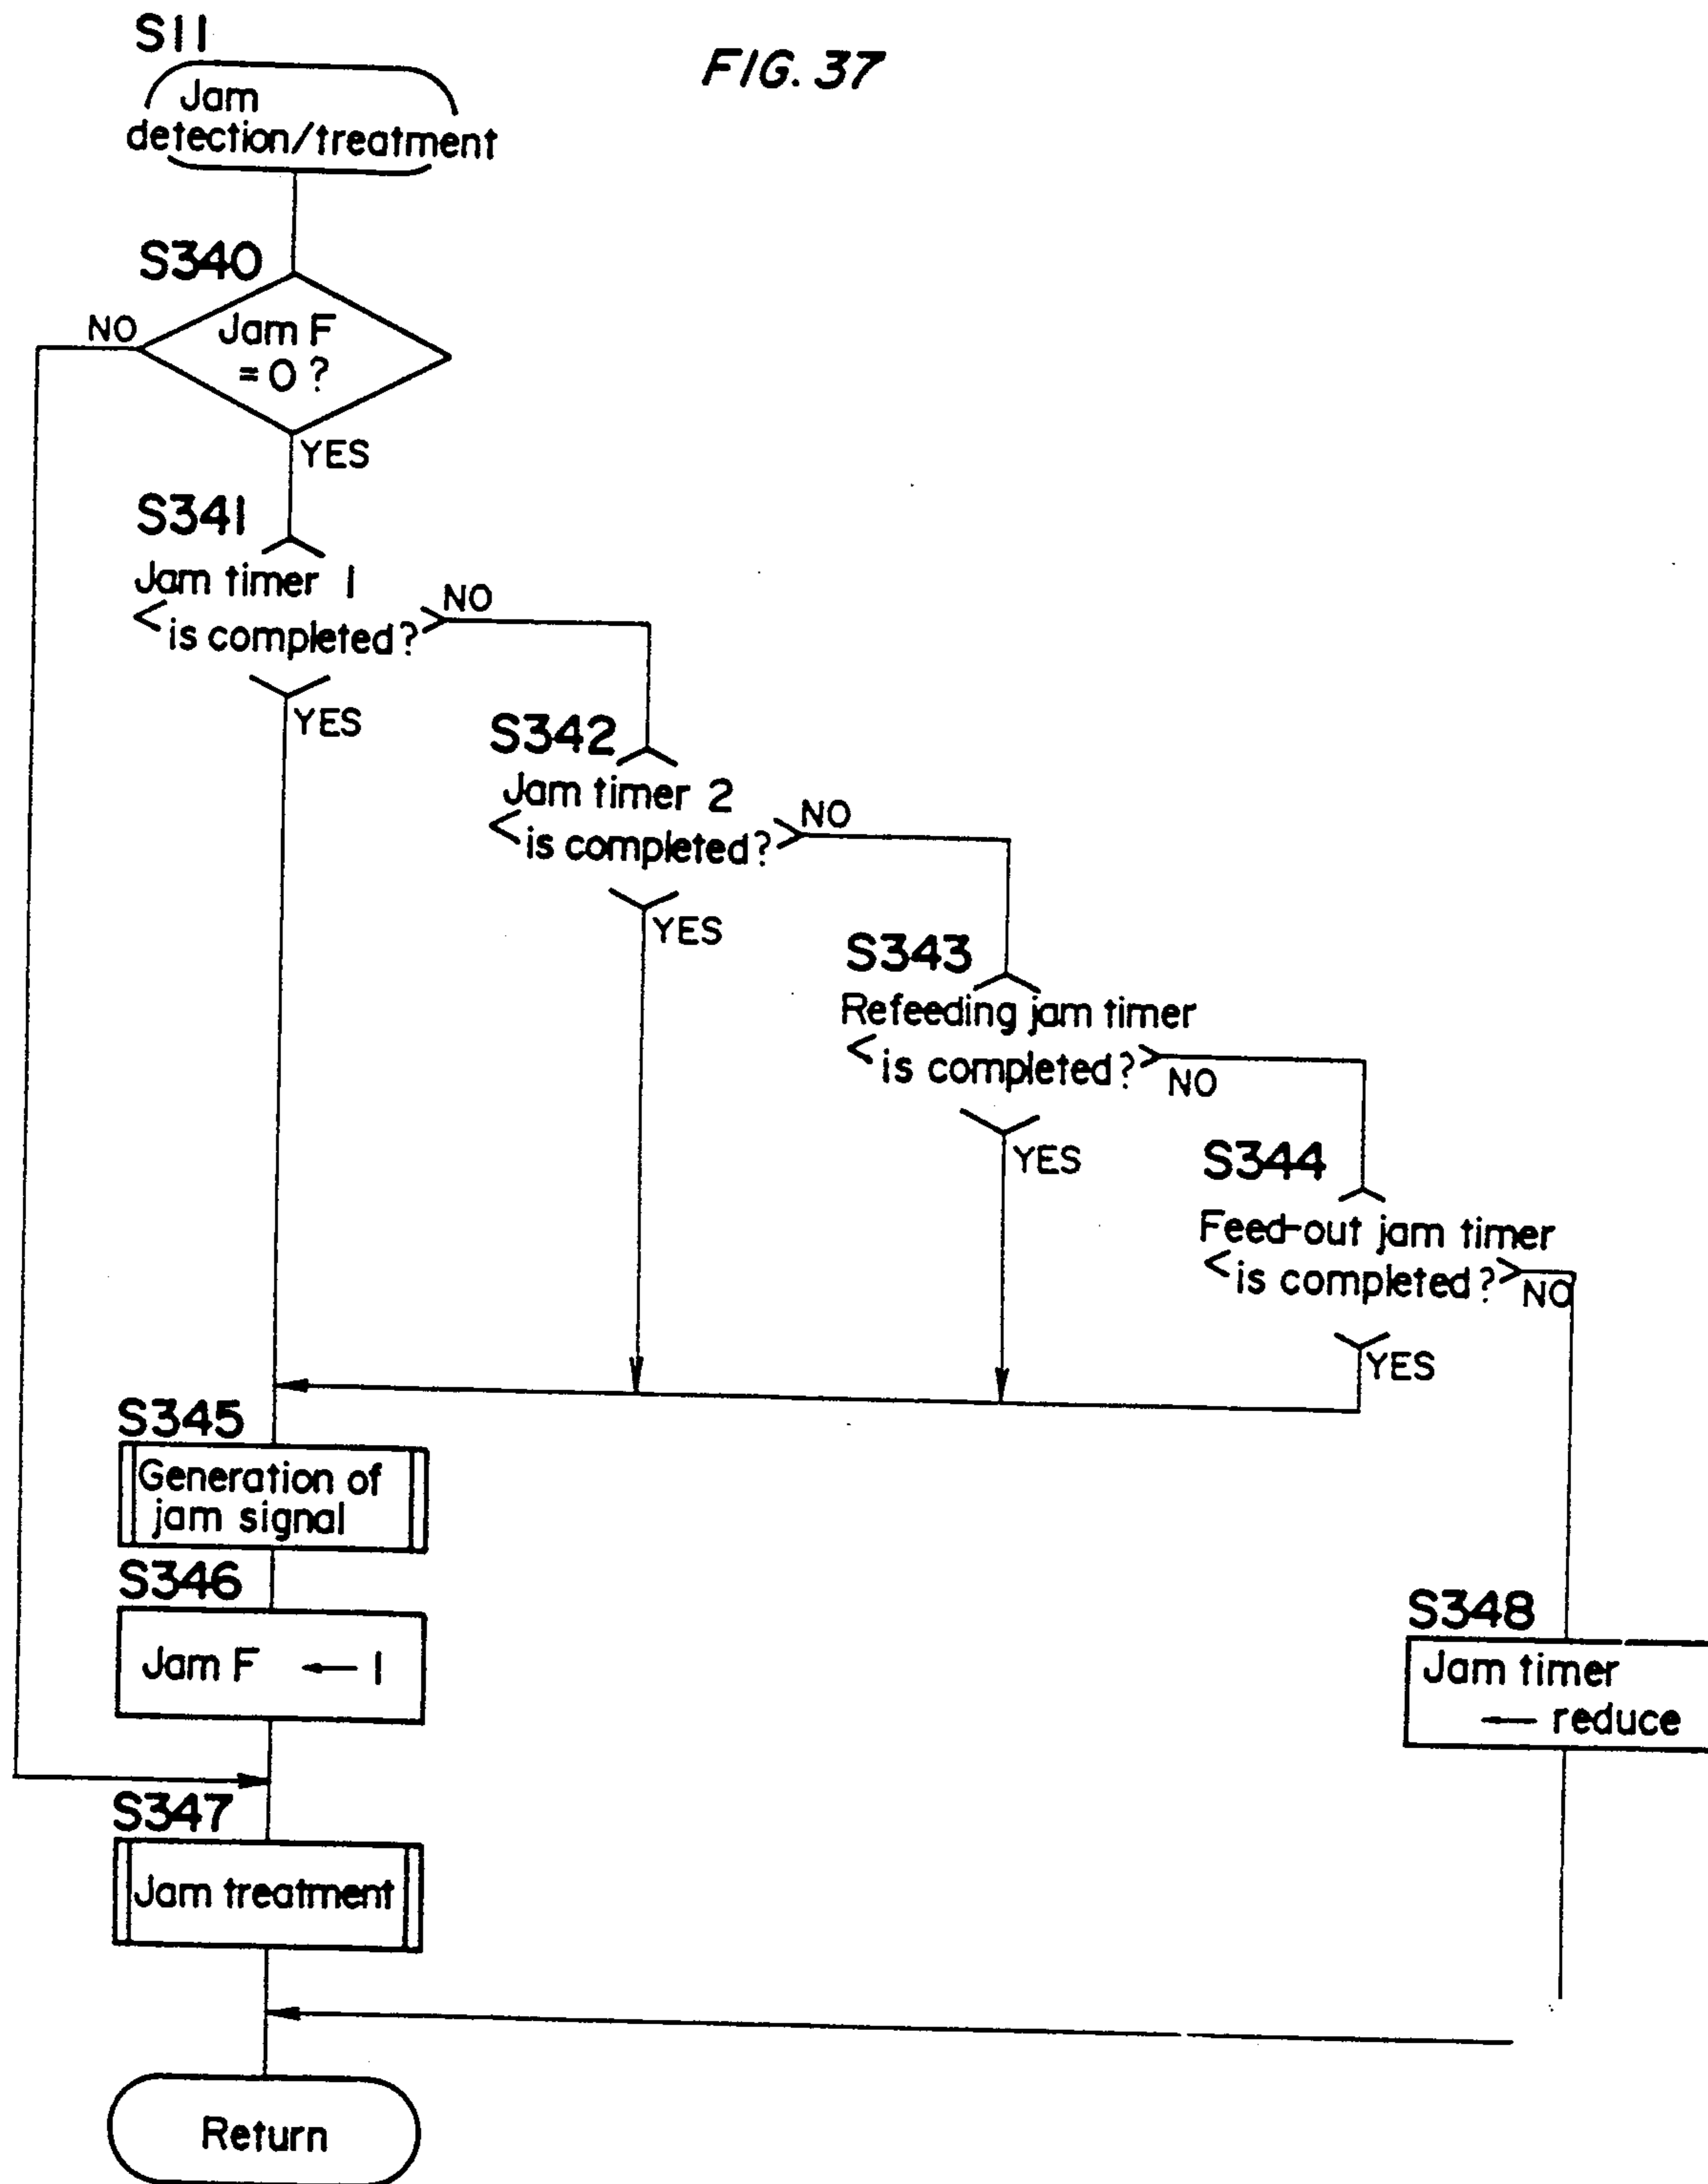 S11
FIG. 37
Jam
detection/treatment
S340
NO
Jam F
= 0 ?
YES
S341
Jam timer 1
is completed?
NO
YES
S342
Jam timer 2
is completed?
NO
YES
S343
Refeeding jam timer
is completed?
NO
YES
S344
Feed-out jam timer
is completed?
NO
YES
S345
Generation of
jam signal
S346
Jam F ← 1
S348
Jam timer
← reduce
S347
Jam treatment
Return